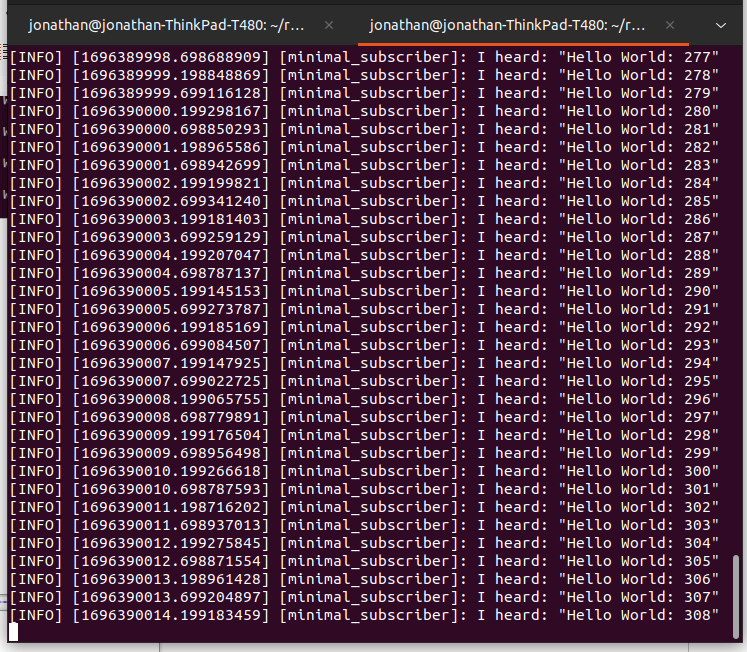 jonathan@jonathan-ThinkPad-T480: ~/r...
jonathan@jonathan-ThinkPad-T480: ~/r...
[INFO] [1696389998.698688909] [minimal_subscriber]: I heard: "Hello World: 277"
[INFO] [1696389999.198848869] [minimal_subscriber]: I heard: "Hello World: 278"
[INFO] [1696389999.699116128] [minimal_subscriber]: I heard: "Hello World: 279"
[INFO] [1696390000.199298167] [minimal_subscriber]: I heard: "Hello World: 280"
[INFO] [1696390000.698850293] [minimal_subscriber]: I heard: "Hello World: 281"
[INFO] [1696390001.198965586] [minimal_subscriber]: I heard: "Hello World: 282"
[INFO] [1696390001.698942699] [minimal_subscriber]: I heard: "Hello World: 283"
[INFO] [1696390002.199199821] [minimal_subscriber]: I heard: "Hello World: 284"
[INFO] [1696390002.699341240] [minimal_subscriber]: I heard: "Hello World: 285"
[INFO] [1696390003.199181403] [minimal_subscriber]: I heard: "Hello World: 286"
[INFO] [1696390003.699259129] [minimal_subscriber]: I heard: "Hello World: 287"
[INFO] [1696390004.199207047] [minimal_subscriber]: I heard: "Hello World: 288"
[INFO] [1696390004.698787137] [minimal_subscriber]: I heard: "Hello World: 289"
[INFO] [1696390005.199145153] [minimal_subscriber]: I heard: "Hello World: 290"
[INFO] [1696390005.699273787] [minimal_subscriber]: I heard: "Hello World: 291"
[INFO] [1696390006.199185169] [minimal_subscriber]: I heard: "Hello World: 292"
[INFO] [1696390006.699084507] [minimal_subscriber]: I heard: "Hello World: 293"
[INFO] [1696390007.199147925] [minimal_subscriber]: I heard: "Hello World: 294"
[INFO] [1696390007.699022725] [minimal_subscriber]: I heard: "Hello World: 295"
[INFO] [1696390008.199065755] [minimal_subscriber]: I heard: "Hello World: 296"
[INFO] [1696390008.698779891] [minimal_subscriber]: I heard: "Hello World: 297"
[INFO] [1696390009.199176504] [minimal_subscriber]: I heard: "Hello World: 298"
[INFO] [1696390009.698956498] [minimal_subscriber]: I heard: "Hello World: 299"
[INFO] [1696390010.199266618] [minimal_subscriber]: I heard: "Hello World: 300"
[INFO] [1696390010.698787593] [minimal_subscriber]: I heard: "Hello World: 301"
[INFO] [1696390011.198716202] [minimal_subscriber]: I heard: "Hello World: 302"
[INFO] [1696390011.698937013] [minimal_subscriber]: I heard: "Hello World: 303"
[INFO] [1696390012.199275845] [minimal_subscriber]: I heard: "Hello World: 304"
[INFO] [1696390012.698871554] [minimal_subscriber]: I heard: "Hello World: 305"
[INFO] [1696390013.198961428] [minimal_subscriber]: I heard: "Hello World: 306"
[INFO] [1696390013.699204897] [minimal_subscriber]: I heard: "Hello World: 307"
[INFO] [1696390014.199183459] [minimal_subscriber]: I heard: "Hello World: 308"